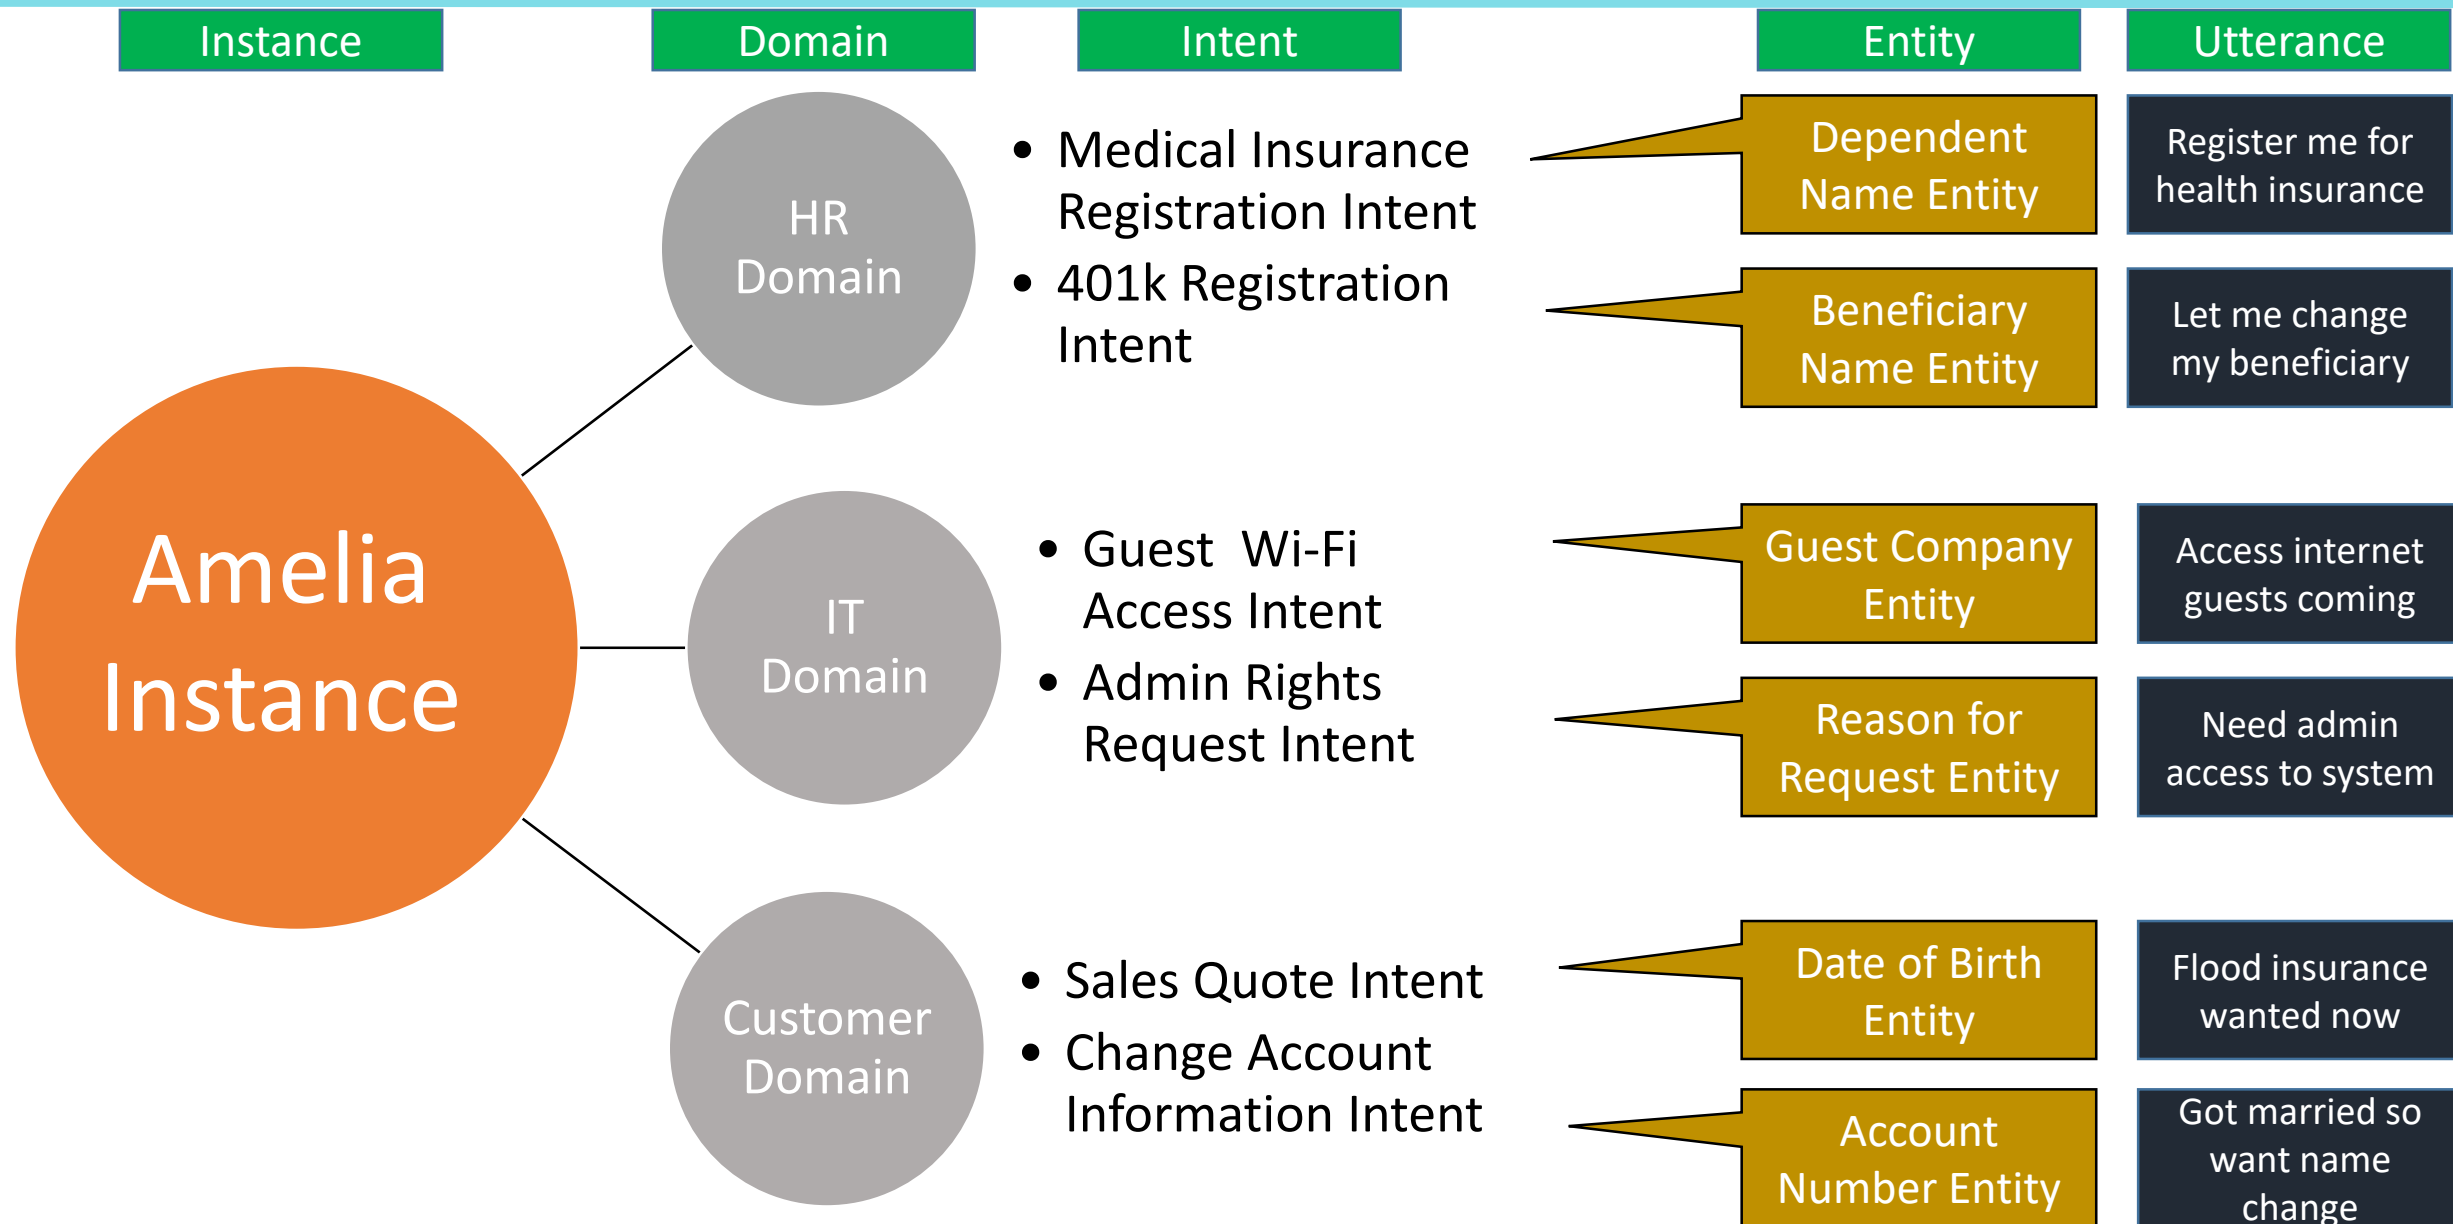 Instance
Domain
Intent
Entity
Utterance
Amelia
Instance
HR
Domain
• Medical Insurance
Registration Intent
• 401k Registration
Intent
Dependent
Name Entity
Register me for
health insurance
Beneficiary
Name Entity
Let me change
my beneficiary
IT
Domain
• Guest  Wi-Fi
Access Intent
• Admin Rights
Request Intent
Guest Company
Entity
Access internet
guests coming
Reason for
Request Entity
Need admin
access to system
Customer
Domain
• Sales Quote Intent
• Change Account
Information Intent
Date of Birth
Entity
Flood insurance
wanted now
Account
Number Entity
Got married so
want name
change